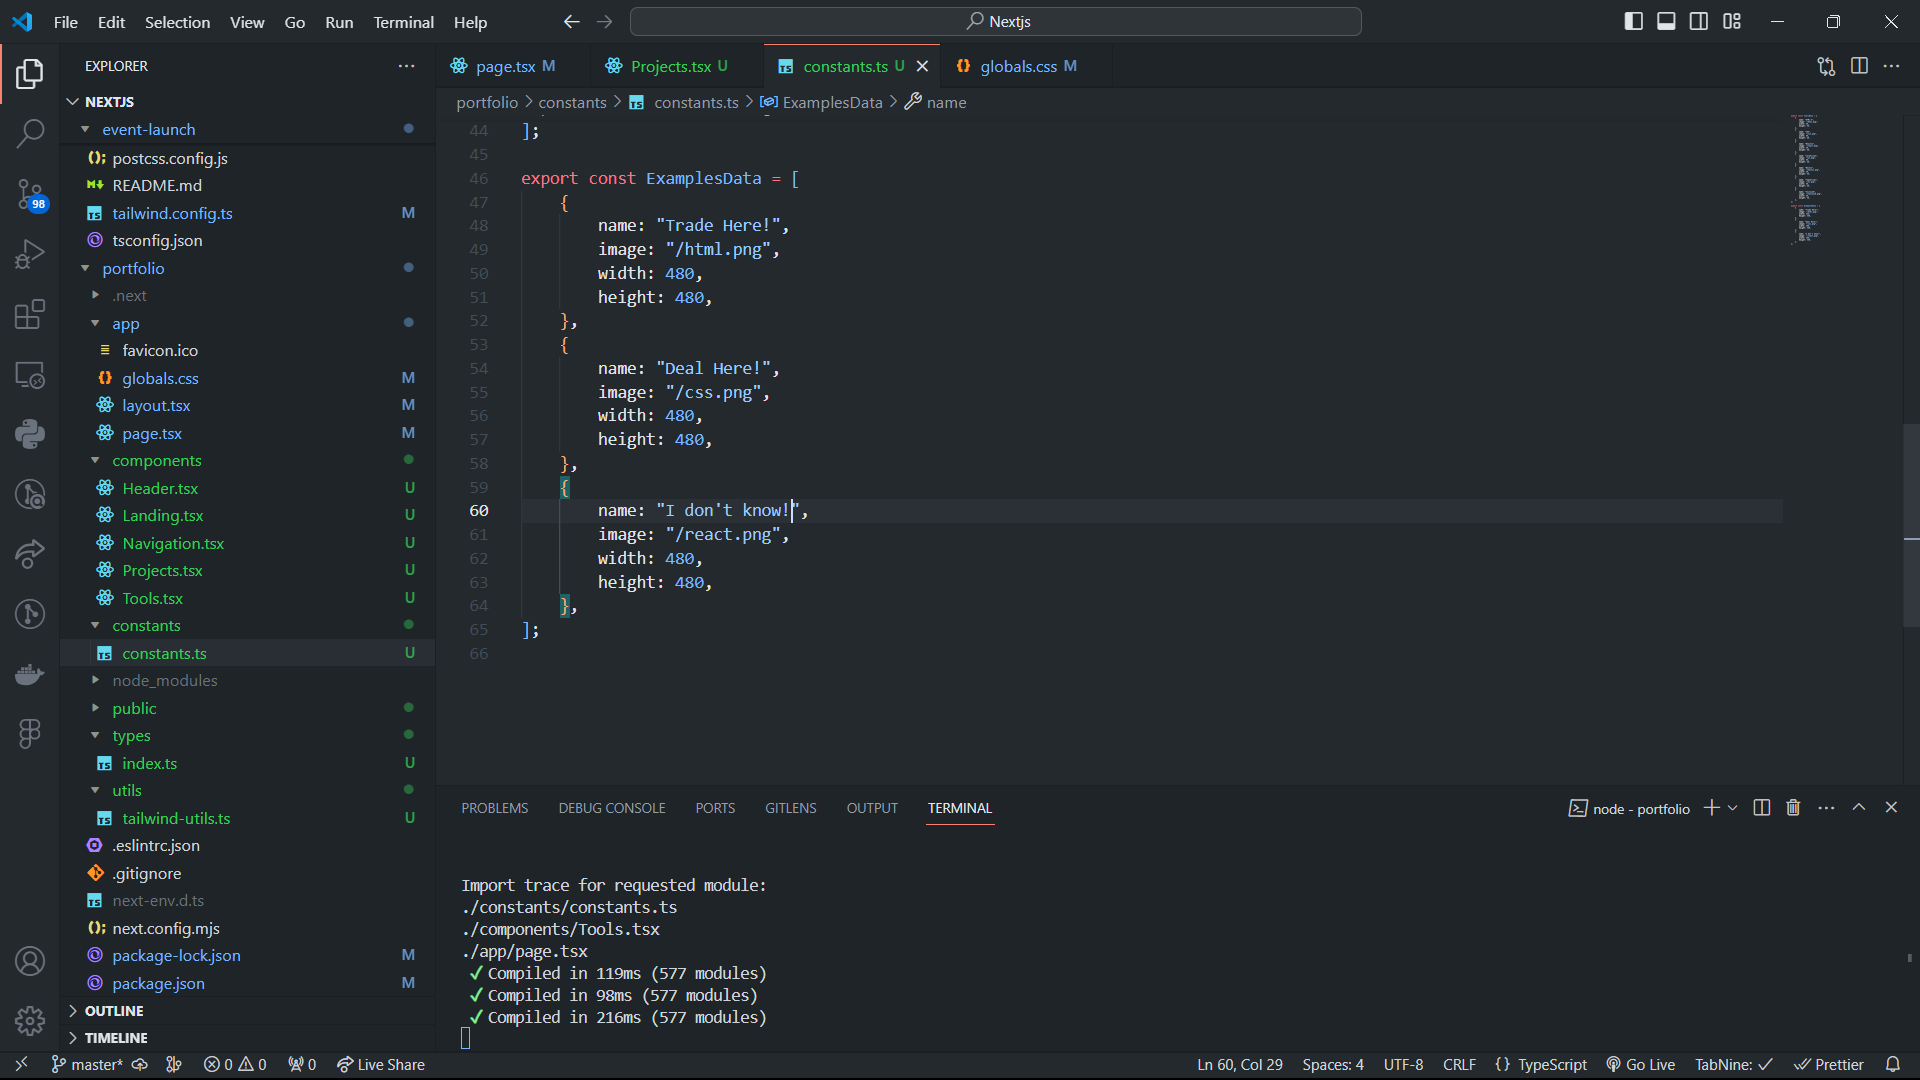 File Edit Selection View Go Run Terminal Help
Nextjs
EXPLORER
NEXTJS
event-launch
postcss.config.js
README.md
tailwind.config.ts M
tsconfig.json
portfolio
.next
app
favicon.ico
globals.css M
layout.tsx M
page.tsx M
components
Header.tsx U
Landing.tsx U
Navigation.tsx U
Projects.tsx U
Tools.tsx U
constants
constants.ts U
node_modules
public
types
index.ts U
utils
tailwind-utils.ts U
.eslintrc.json
.gitignore
next-env.d.ts
next.config.mjs
package-lock.json M
package.json M
OUTLINE
TIMELINE
98
page.tsx M Projects.tsx U constants.ts U globals.css M
portfolio > constants > constants.ts > ExamplesData > name
44 ];
45
46 export const ExamplesData = [
47 {
48 name: "Trade Here!",
49 image: "/html.png",
50 width: 480,
51 height: 480,
52 },
53 {
54 name: "Deal Here!",
55 image: "/css.png",
56 width: 480,
57 height: 480,
58 },
59 {
60 name: "I don't know!",
61 image: "/react.png",
62 width: 480,
63 height: 480,
64 },
65 ];
66
PROBLEMS DEBUG CONSOLE PORTS GITLENS OUTPUT TERMINAL
node - portfolio
Import trace for requested module:
./constants/constants.ts
./components/Tools.tsx
./app/page.tsx
✓ Compiled in 119ms (577 modules)
✓ Compiled in 98ms (577 modules)
✓ Compiled in 216ms (577 modules)
master* 0 0 0 Live Share Ln 60, Col 29 Spaces: 4 UTF-8 CRLF {} TypeScript Go Live TabNine: ✓ Prettier